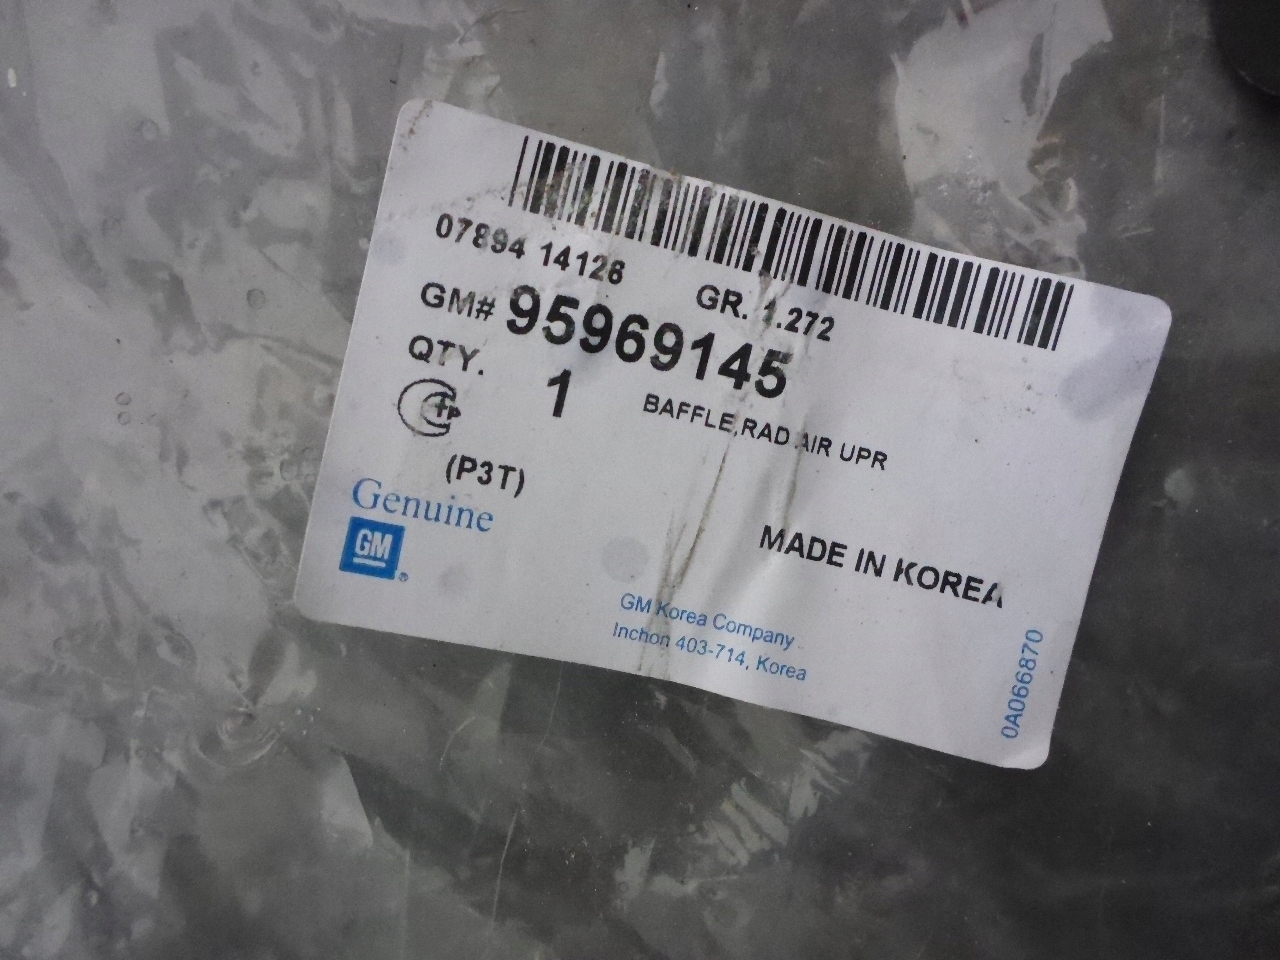 07894 14126
GR. 1.272
GM# 95969145
QTY. 1
BAFFLE,RAD AIR UPR
(P3T)
Genuine
GM
MADE IN KOREA
GM Korea Company
Inchon 403-714, Korea
0A066870